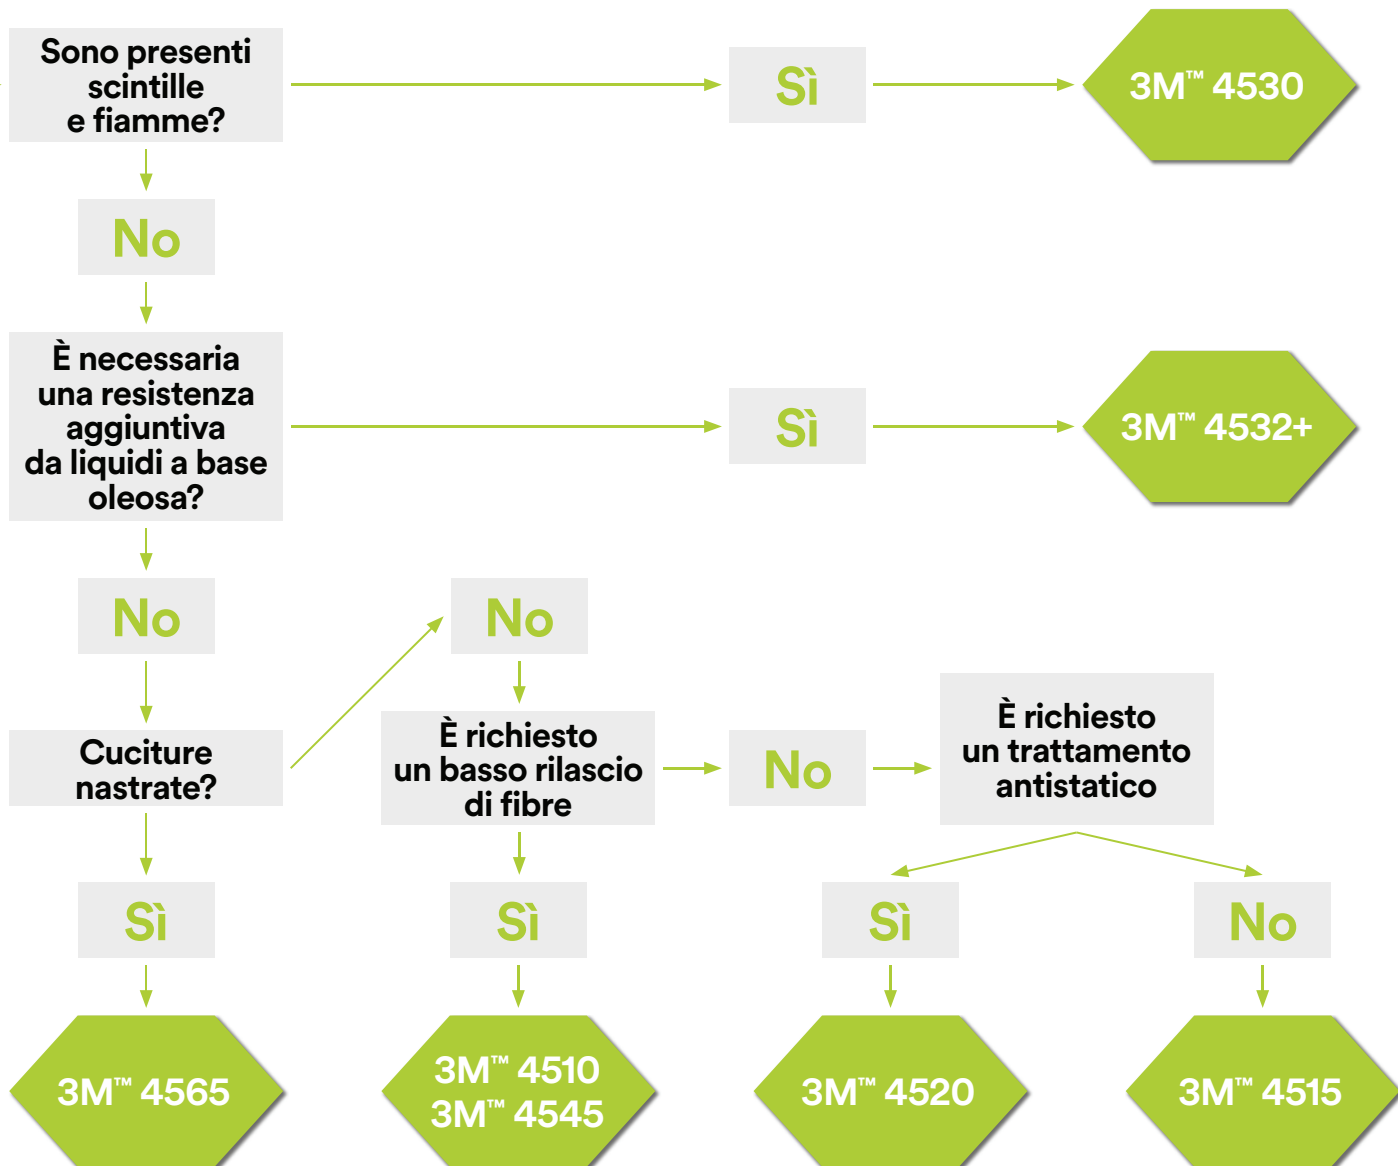 Sono presenti
scintille
e fiamme?
Sì
3M™ 4530
No
È necessaria
una resistenza
aggiuntiva
da liquidi a base
oleosa?
Sì
3M™ 4532+
No
No
Cuciture
nastrate?
È richiesto
un basso rilascio
di fibre
No
È richiesto
un trattamento
antistatico
Sì
Sì
Sì
No
3M™ 4565
3M™ 4510
3M™ 4545
3M™ 4520
3M™ 4515